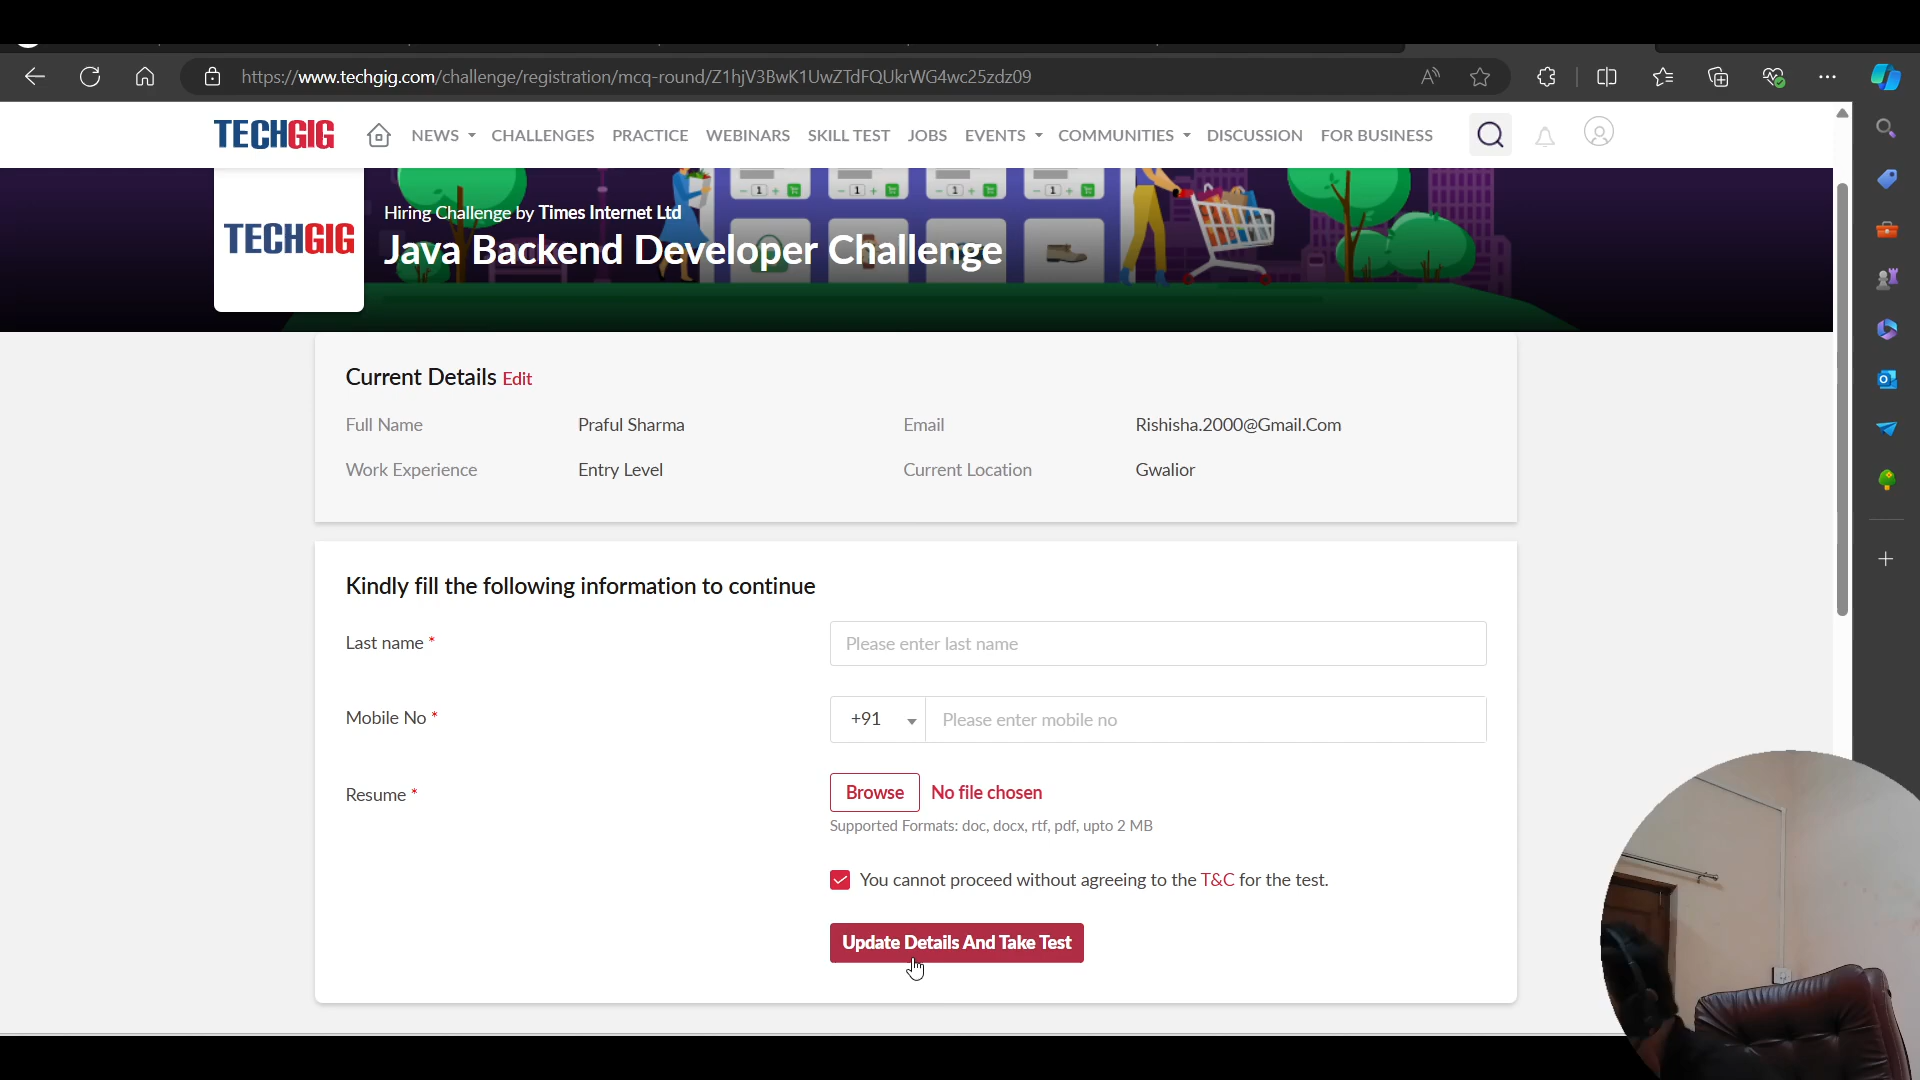 https://www.techgig.com/challenge/registration/mcq-round/Z1hjV3BwK1UwZTdFQUkrWG4wc25zdz09
TECHGIG NEWS CHALLENGES PRACTICE WEBINARS SKILL TEST JOBS EVENTS COMMUNITIES DISCUSSION FOR BUSINESS
- 1 + - 1 + - 1 + - 1 +
TECHGIG
Hiring Challenge by Times Internet Ltd
Java Backend Developer Challenge
Current Details Edit
Full Name Praful Sharma Email Rishisha.2000@Gmail.Com
Work Experience Entry Level Current Location Gwalior
Kindly fill the following information to continue
Last name * Please enter last name
Mobile No * +91 Please enter mobile no
Resume * Browse No file chosen
Supported Formats: doc, docx, rtf, pdf, upto 2 MB
You cannot proceed without agreeing to the T&C for the test.
Update Details And Take Test